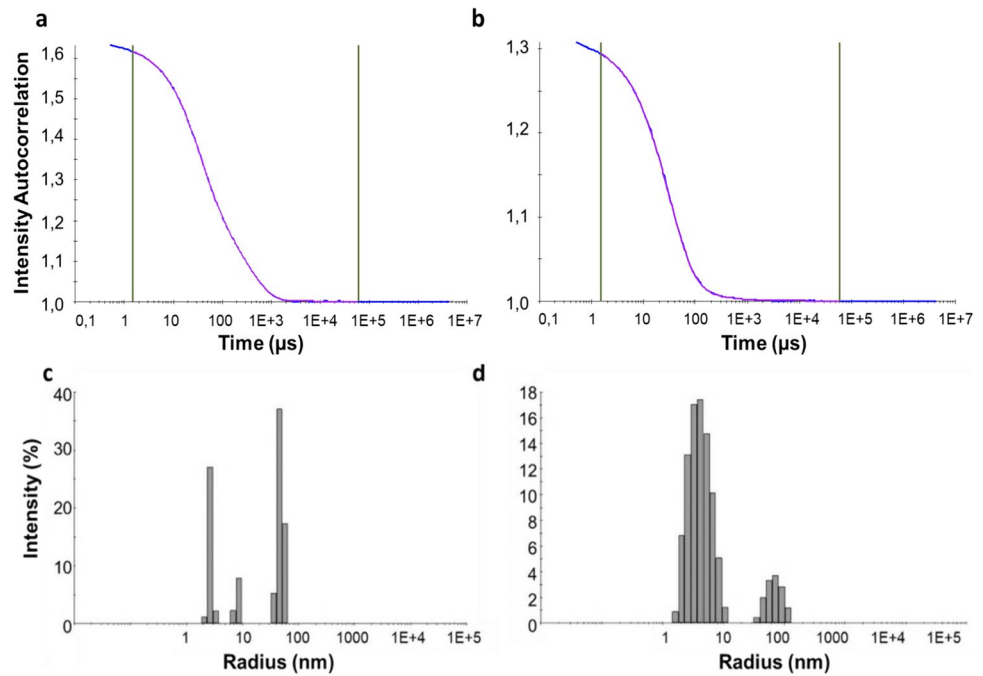 a
b
Intensity Autocorrelation
1,6
1,5
1,4
1,3
1,2
1,1
1,0
0,1 1 10 100 1E+3 1E+4 1E+5 1E+6 1E+7
Time (µs)
1,3
1,2
1,1
1,0
0,1 1 10 100 1E+3 1E+4 1E+5 1E+6 1E+7
Time (µs)
c
d
Intensity (%)
40
30
20
10
0
1 10 100 1000 1E+4 1E+5
Radius (nm)
18
16
14
12
10
8
6
4
2
0
1 10 100 1000 1E+4 1E+5
Radius (nm)